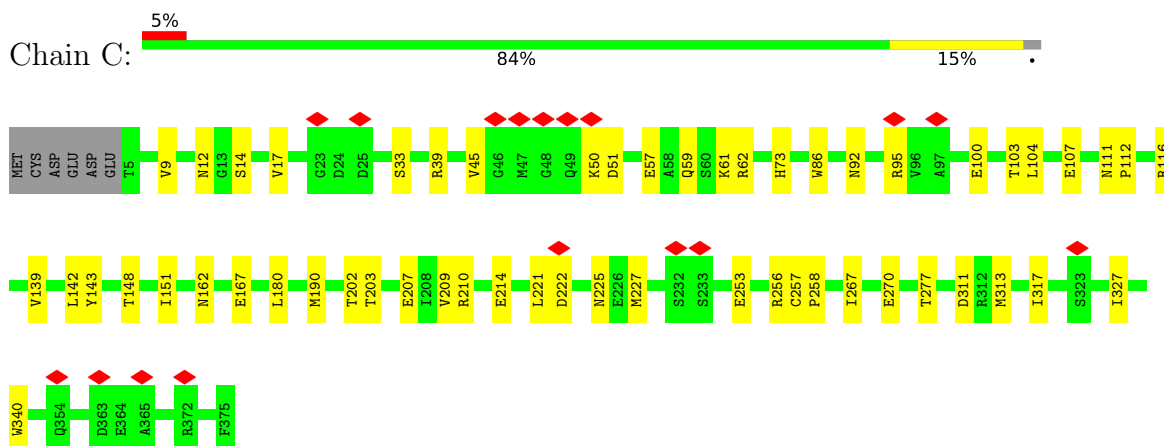 5%
Chain C:
84% 15% •
MET CYS ASP GLU ASP GLU T5 V9 N12 G13 S14 V17 G23 D24 D25 S33 R39 V45 G46 M47 G48 Q49 K50 D51 E57 A58 Q59 S60 K61 R62 H73 W86 N92 R95 V96 A97 E100 T103 L104 E107 N111 P112 R116
V139 L142 Y143 T148 I151 N162 E167 L180 M190 T202 T203 E207 I208 V209 R210 E214 L221 D222 N225 E226 M227 S232 S233 E253 R256 C257 P258 I267 E270 T277 D311 R312 M313 I317 S323 I327
W340 Q354 D363 E364 A365 R372 F375